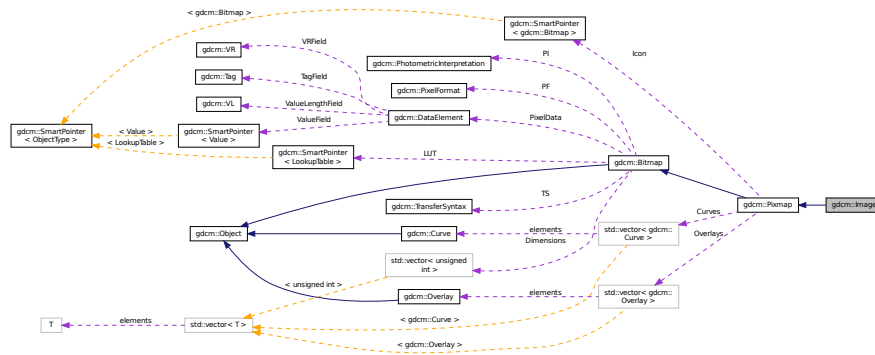 < gdcm::Bitmap >
gdcm::SmartPointer
< gdcm::Bitmap >
Icon
gdcm::VR
VRField
gdcm::PhotometricInterpretation
PI
gdcm::Tag
TagField
gdcm::PixelFormat
PF
gdcm::VL
ValueLengthField
gdcm::DataElement
PixelData
gdcm::SmartPointer
< ObjectType >
< Value >
gdcm::SmartPointer
< Value >
ValueField
< LookupTable >
gdcm::SmartPointer
< LookupTable >
LUT
gdcm::Bitmap
TS
gdcm::TransferSyntax
gdcm::Pixmap
gdcm::Image
Curves
gdcm::Object
gdcm::Curve
elements
Dimensions
std::vector< gdcm::
Curve >
Overlays
std::vector< unsigned
int >
< unsigned int >
gdcm::Overlay
elements
std::vector< gdcm::
Overlay >
T
elements
std::vector< T >
< gdcm::Curve >
< gdcm::Overlay >